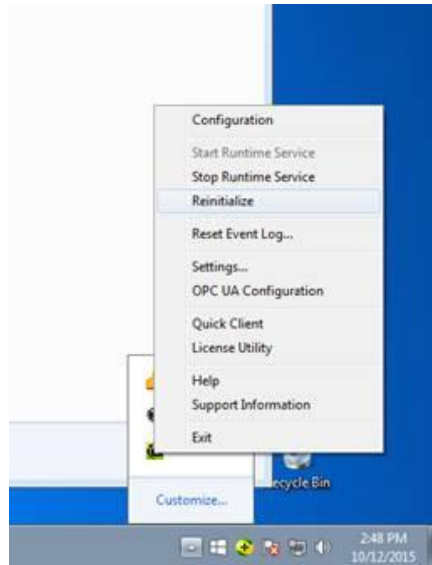 Configuration
Start Runtime Service
Stop Runtime Service
Reinitialize
Reset Event Log...
Settings...
OPC UA Configuration
Quick Client
License Utility
Help
Support Information
Exit
ecycle Bin
Customize...
2:48 PM
10/12/2015